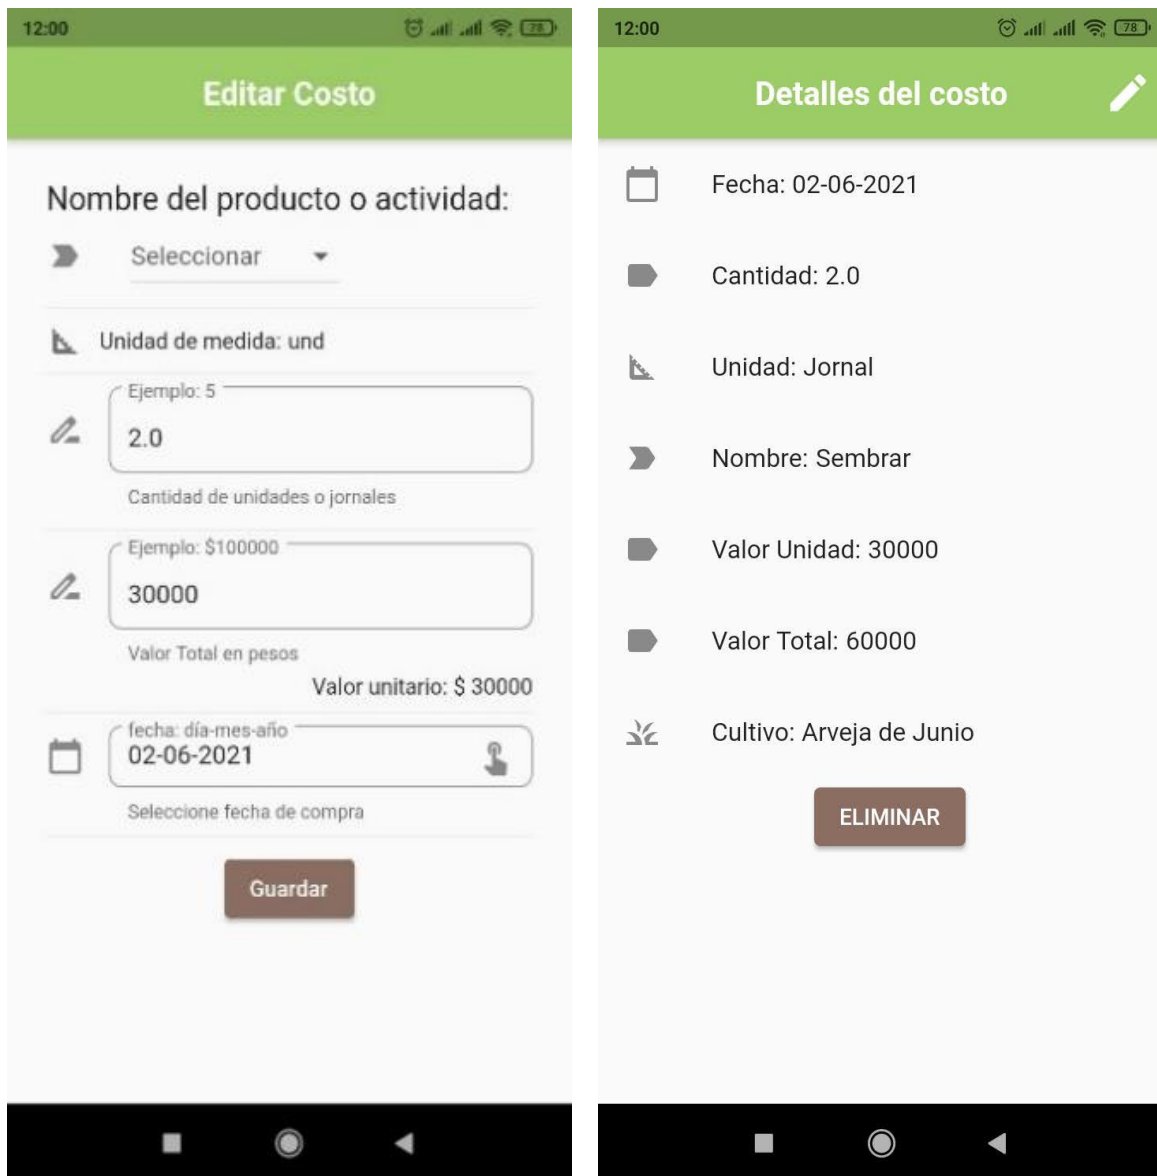 12:00
78
Editar Costo
Nombre del producto o actividad:
Seleccionar
Unidad de medida: und
Ejemplo: 5
2.0
Cantidad de unidades o jornales
Ejemplo: $100000
30000
Valor Total en pesos
Valor unitario: $ 30000
fecha: día-mes-año
02-06-2021
Seleccione fecha de compra
Guardar
12:00
78
Detalles del costo
Fecha: 02-06-2021
Cantidad: 2.0
Unidad: Jornal
Nombre: Sembrar
Valor Unidad: 30000
Valor Total: 60000
Cultivo: Arveja de Junio
ELIMINAR